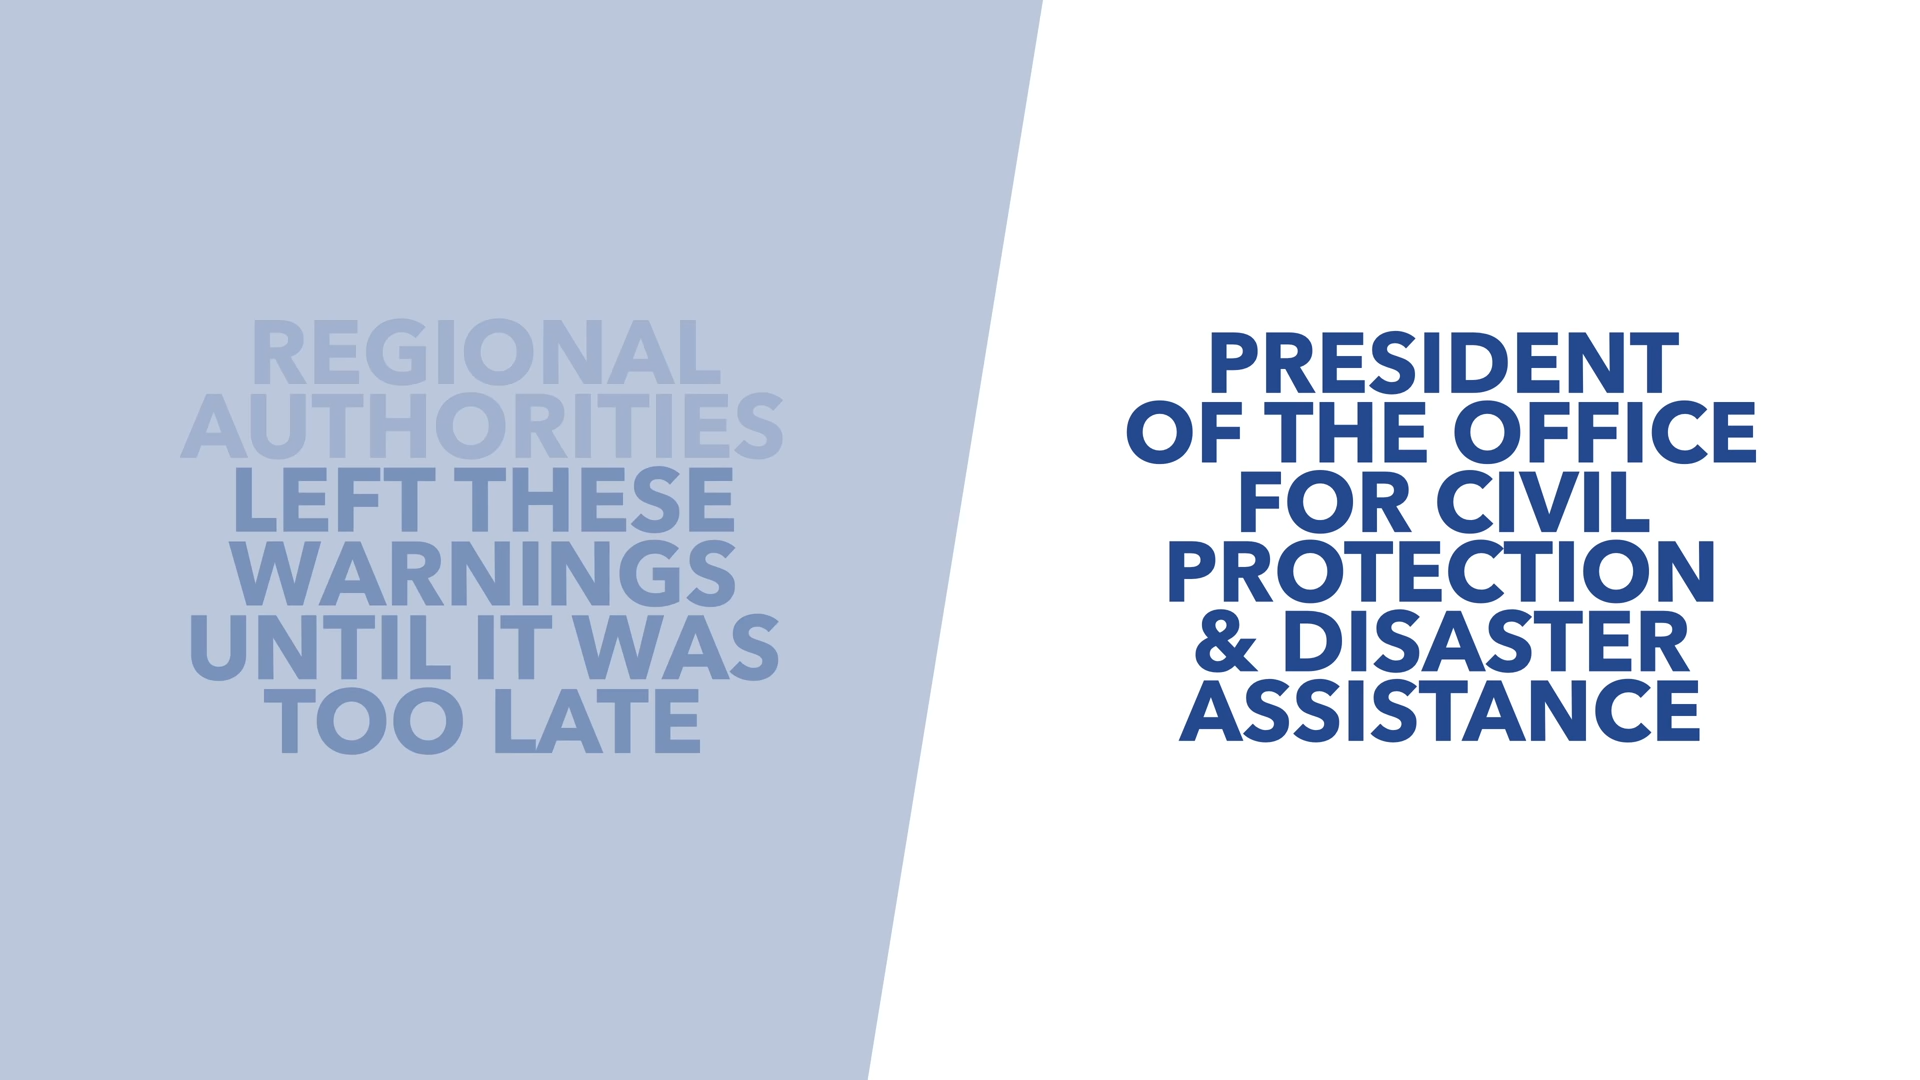 REGIONAL
AUTHORITIES
LEFT THESE
WARNINGS
UNTIL IT WAS
TOO LATE
PRESIDENT
OF THE OFFICE
FOR CIVIL
PROTECTION
& DISASTER
ASSISTANCE